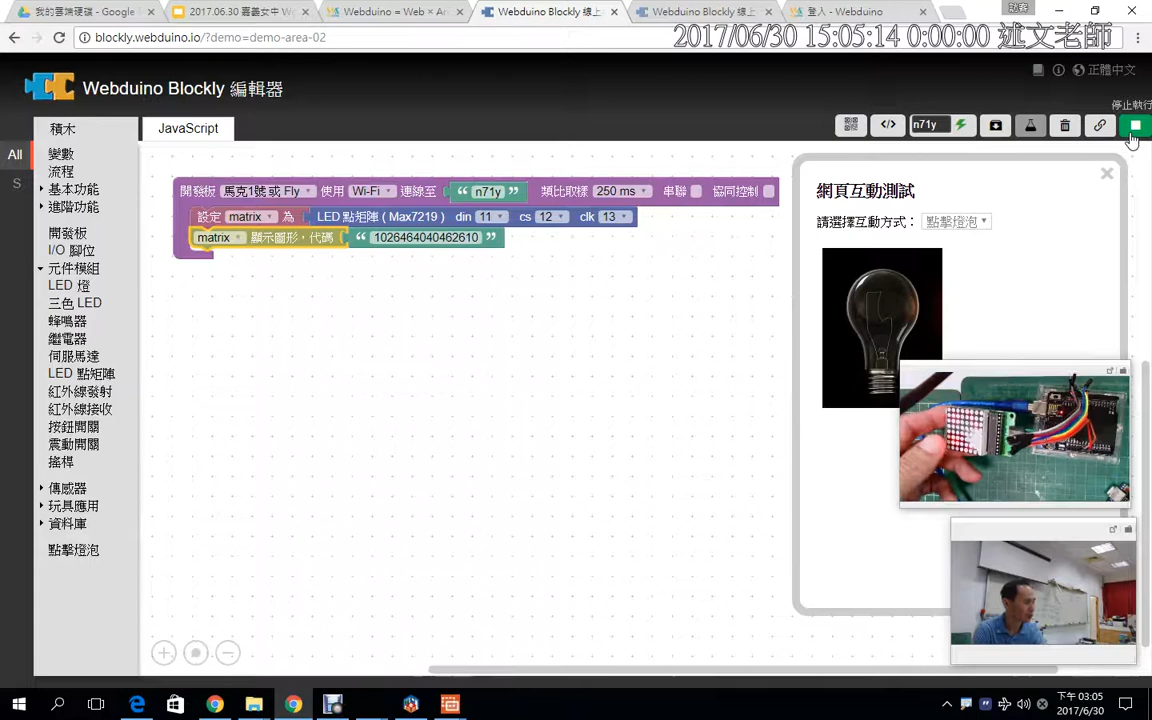 我的雲端硬碟 - Google
2017.06.30 嘉義女中 W
Webduino = Web × A
Webduino Blockly 線上
Webduino Blockly 線上
登入 - Webduino
訪客
blockly.webduino.io/?demo=demo-area-02
2017/06/30 15:05:14 0:00:00 述文老師
Webduino Blockly 編輯器
正體中文
停止執行
積木
JavaScript
n71y
All
S
變數
流程
基本功能
進階功能
開發板
I/O 腳位
元件模組
LED 燈
三色 LED
蜂鳴器
繼電器
伺服馬達
LED 點矩陣
紅外線發射
紅外線接收
按鈕開關
震動開關
搖桿
傳感器
玩具應用
資料庫
點擊燈泡
開發板 馬克1號 或 Fly 使用 Wi-Fi 連線至 “ n71y ” 類比取樣 250 ms 串聯 協同控制
設定 matrix 為 LED 點矩陣 ( Max7219 ) din 11 cs 12 clk 13
matrix 顯示圖形，代碼 “ 1026464040462610 ”
網頁互動測試
請選擇互動方式： 點擊燈泡
下午 03:05
2017/6/30